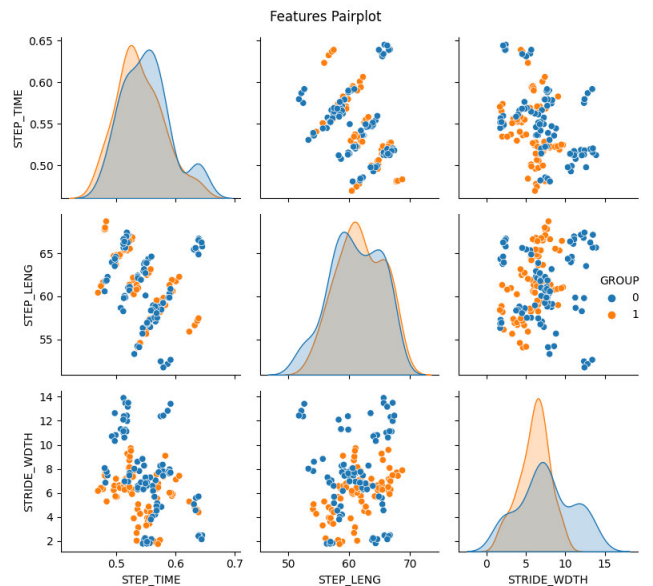 Features Pairplot
0.65
0.60
0.55
0.50
STEP_TIME
65
60
55
STEP_LENG
GROUP
0
1
14
12
10
8
6
4
2
STRIDE_WDTH
0.5 0.6 0.7
STEP_TIME
50 60 70
STEP_LENG
0 5 10 15
STRIDE_WDTH